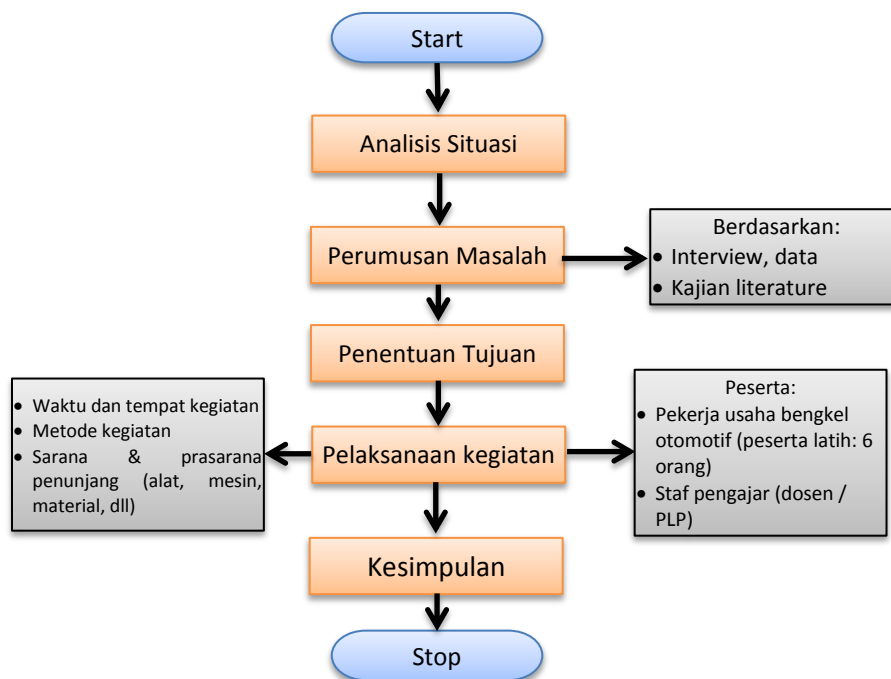 Start
Analisis Situasi
Perumusan Masalah
Berdasarkan:
• Interview, data
• Kajian literature
Penentuan Tujuan
• Waktu dan tempat kegiatan
• Metode kegiatan
• Sarana & prasarana
penunjang (alat, mesin,
material, dll)
Pelaksanaan kegiatan
Peserta:
• Pekerja usaha bengkel
otomotif (peserta latih: 6
orang)
• Staf pengajar (dosen /
PLP)
Kesimpulan
Stop